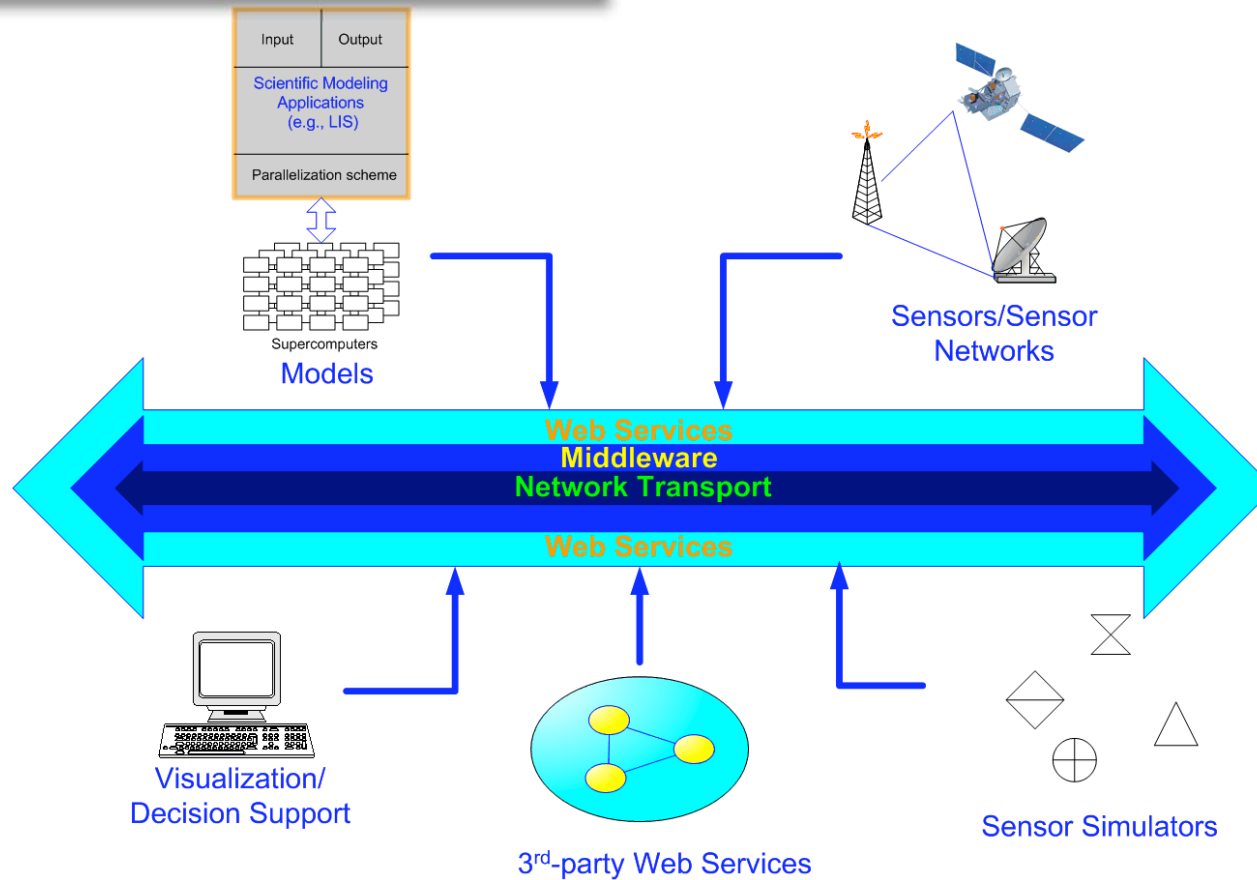 Input
Output
Scientific Modeling
Applications
(e.g., LIS)
Parallelization scheme
Supercomputers
Models
Sensors/Sensor
Networks
Web Services
Middleware
Network Transport
Web Services
Visualization/
Decision Support
3rd-party Web Services
Sensor Simulators